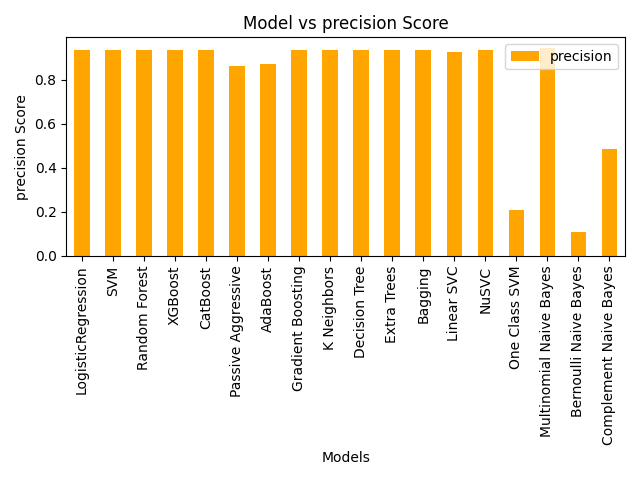 Model vs precision Score
precision
precision Score
0.8
0.6
0.4
0.2
0.0
LogisticRegression
SVM
Random Forest
XGBoost
CatBoost
Passive Aggressive
AdaBoost
Gradient Boosting
K Neighbors
Decision Tree
Extra Trees
Bagging
Linear SVC
NuSVC
One Class SVM
Multinomial Naive Bayes
Bernoulli Naive Bayes
Complement Naive Bayes
Models